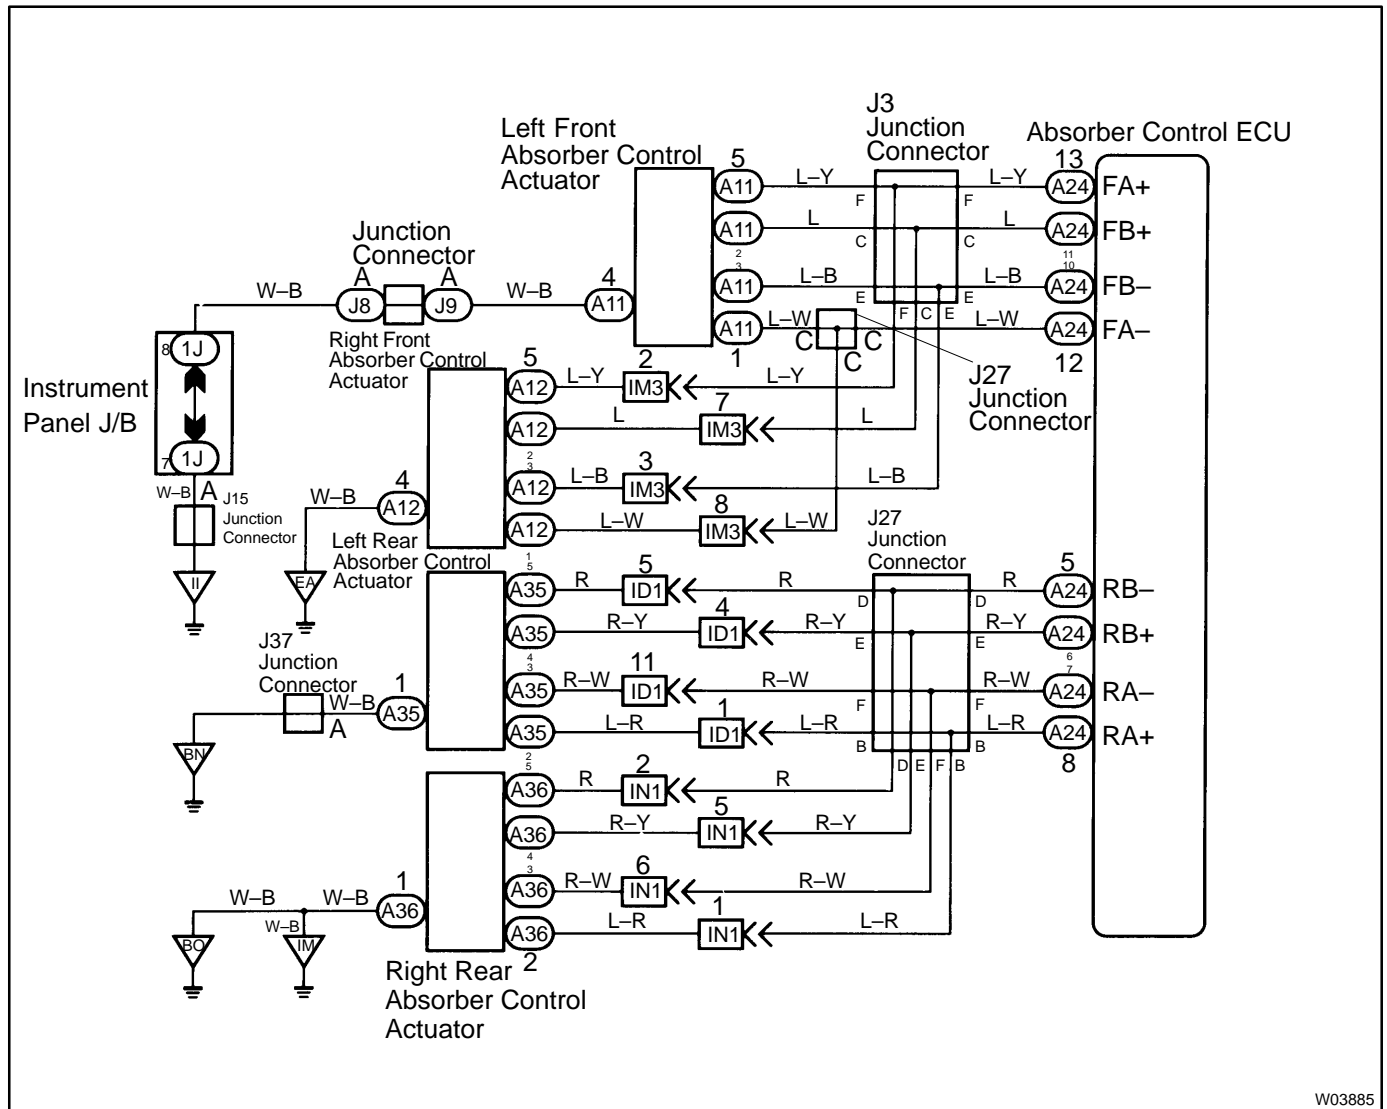 J3
Junction
Connector
Absorber Control ECU
Left Front
Absorber Control
Actuator
5
13
A11
L–Y
L–Y
A24
FA+
F
F
A11
L
L
A24
FB+
C
C
2
3
11
10
A11
L–B
L–B
A24
FB–
E
E
F C E
A11
L–W
L–W
A24
FA–
C
C
C
1
12
J27
Junction
Connector
Junction
Connector
A
A
W–B
J8
J9
W–B
4
A11
8
1J
Instrument
Panel J/B
7
1J
W–B
A
J15
Junction
Connector
II
Right Front
Absorber Control
Actuator
5
2
A12
L–Y
IM3
L–Y
7
A12
L
IM3
L
2
3
3
A12
L–B
IM3
L–B
8
A12
L–W
IM3
L–W
4
W–B
A12
EA
Left Rear
Absorber Control
Actuator
J27
Junction
Connector
1
5
5
5
A35
R
ID1
R
R
A24
RB–
D
D
4
A35
R–Y
ID1
R–Y
R–Y
A24
RB+
E
E
4
3
11
6
7
A35
R–W
ID1
R–W
R–W
A24
RA–
F
F
1
A35
L–R
ID1
L–R
L–R
A24
RA+
B
B
D E F B
8
J37
Junction
Connector
1
W–B
A35
A
BN
2
5
2
A36
R
IN1
R
5
A36
R–Y
IN1
R–Y
4
3
6
A36
R–W
IN1
R–W
1
A36
L–R
IN1
L–R
2
1
W–B
W–B
A36
W–B
BO
IM
Right Rear
Absorber Control
Actuator
W03885